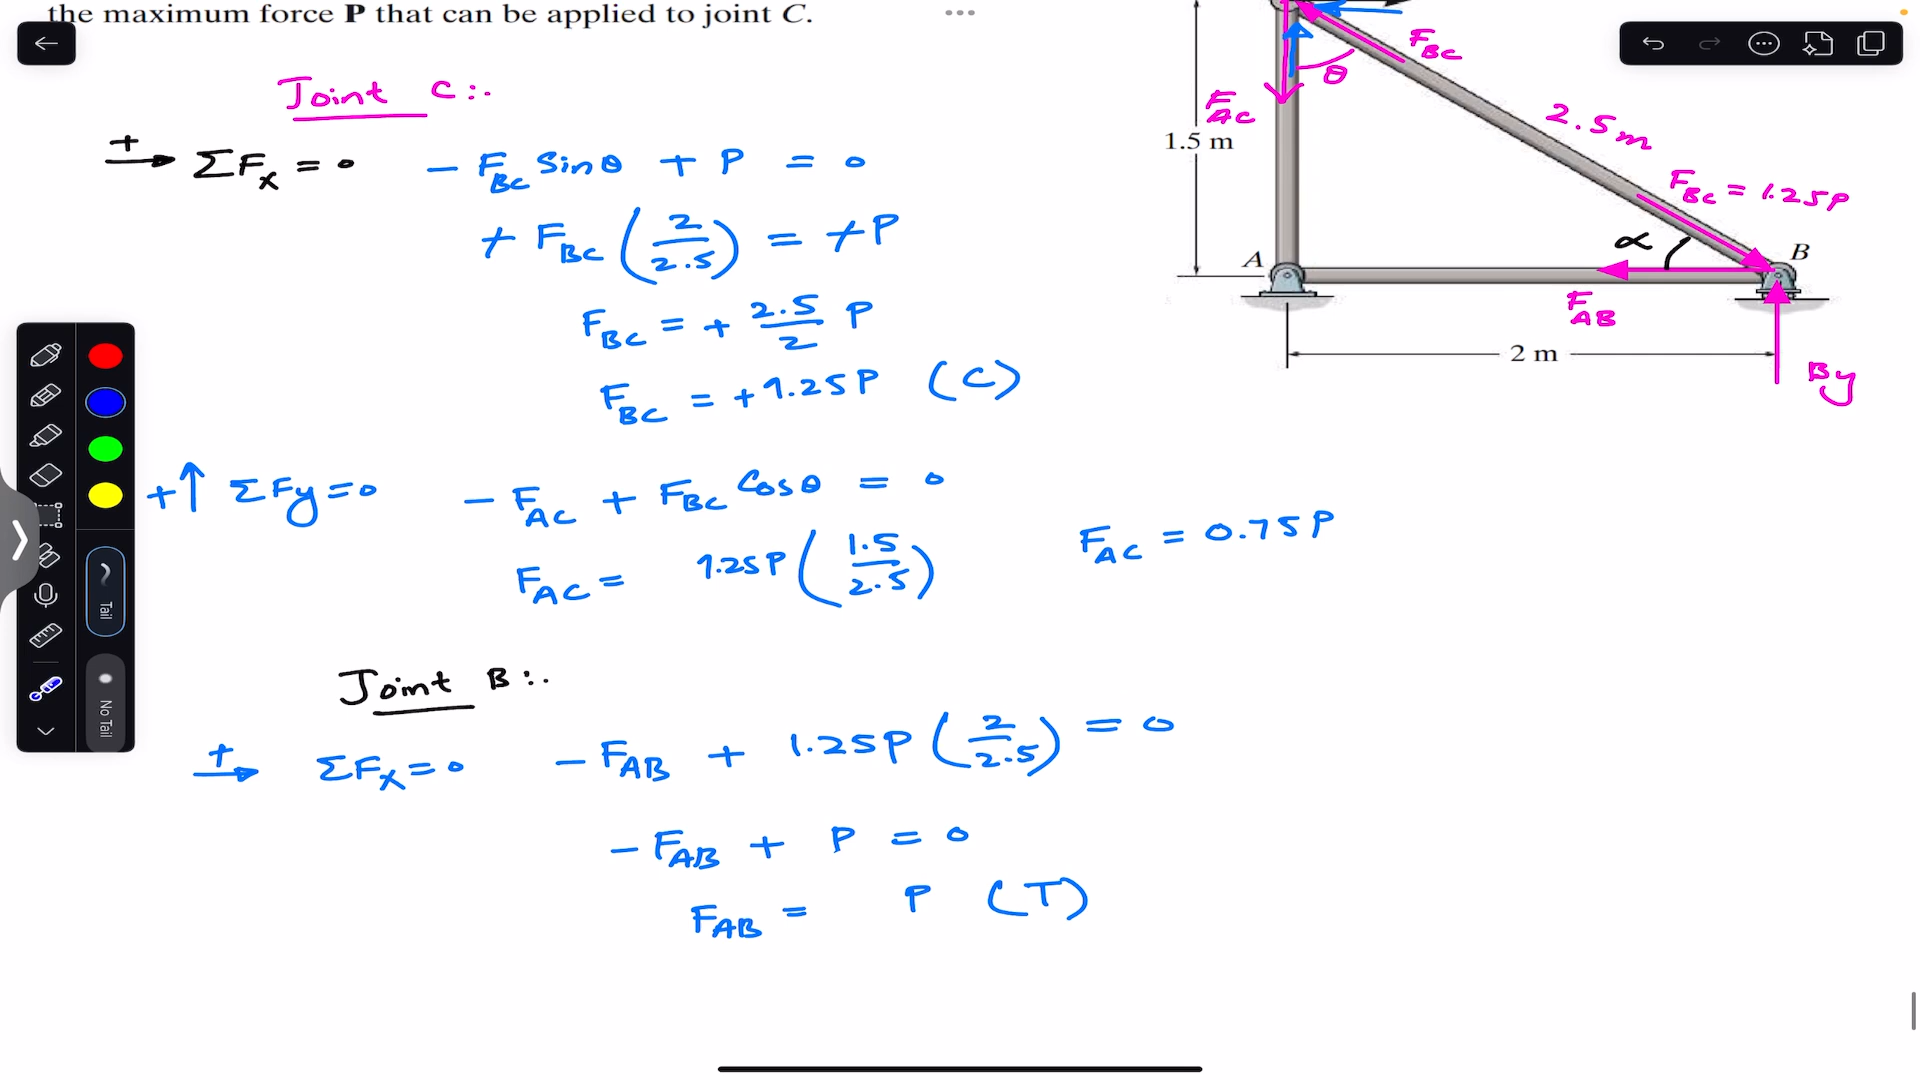 the maximum force P that can be applied to joint C.
Joint C:.
+→ ΣFx = 0   - FBC Sinθ + P = 0
+ FBC (2/2.5) = +P
FBC = + 2.5/2 P
FBC = +1.25P (C)
+↑ ΣFy=0   - FAC + FBC Cosθ = 0
FAC = 1.25P (1.5/2.5)   FAC = 0.75P
Joint B:.
+→ ΣFx=0   - FAB + 1.25P (2/2.5) = 0
- FAB + P = 0
FAB = P (T)
FBC
θ
FAC
2.5m
1.5 m
FBC = 1.25P
α
A
B
FAB
2 m
By
Tail
No Tail